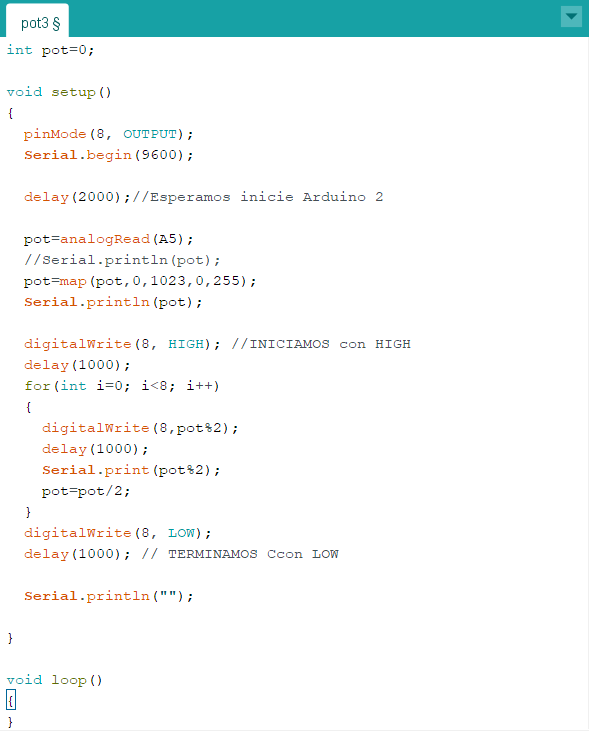 pot3 §
int pot=0;
void setup()
{
pinMode(8, OUTPUT);
Serial.begin(9600);
delay(2000);//Esperamos inicie Arduino 2
pot=analogRead(A5);
//Serial.println(pot);
pot=map(pot,0,1023,0,255);
Serial.println(pot);
digitalWrite(8, HIGH); //INICIAMOS con HIGH
delay(1000);
for(int i=0; i<8; i++)
{
digitalWrite(8,pot%2);
delay(1000);
Serial.print(pot%2);
pot=pot/2;
}
digitalWrite(8, LOW);
delay(1000); // TERMINAMOS Ccon LOW
Serial.println("");
}
void loop()
{
}